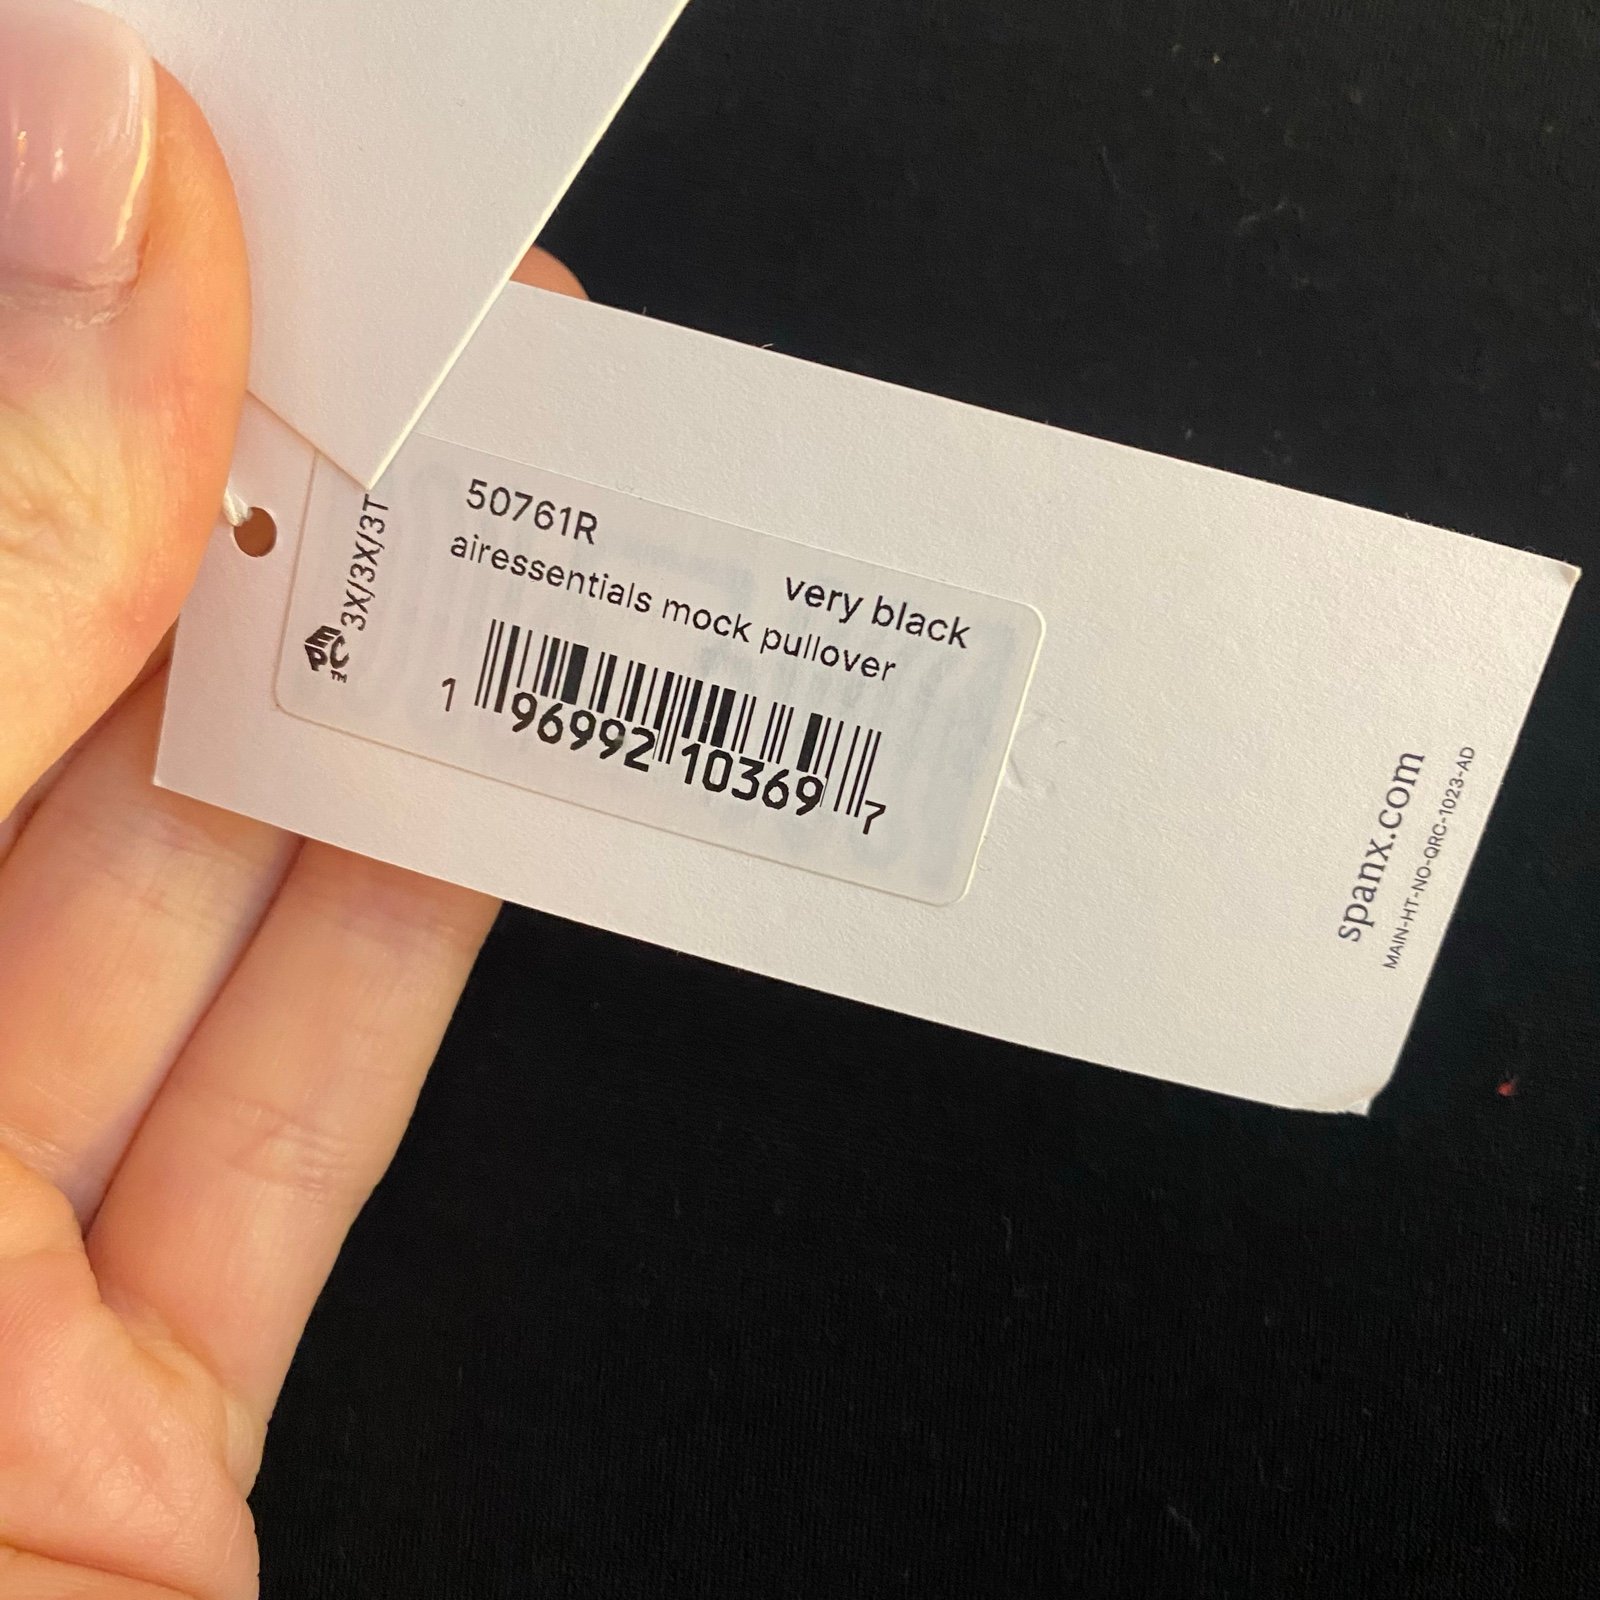 50761R
very black
airessentials mock pullover
1 96992 10369 7
3X/3X/3T
EPC™
spanx.com
MAIN-HT-NO-QRC-1023-AD